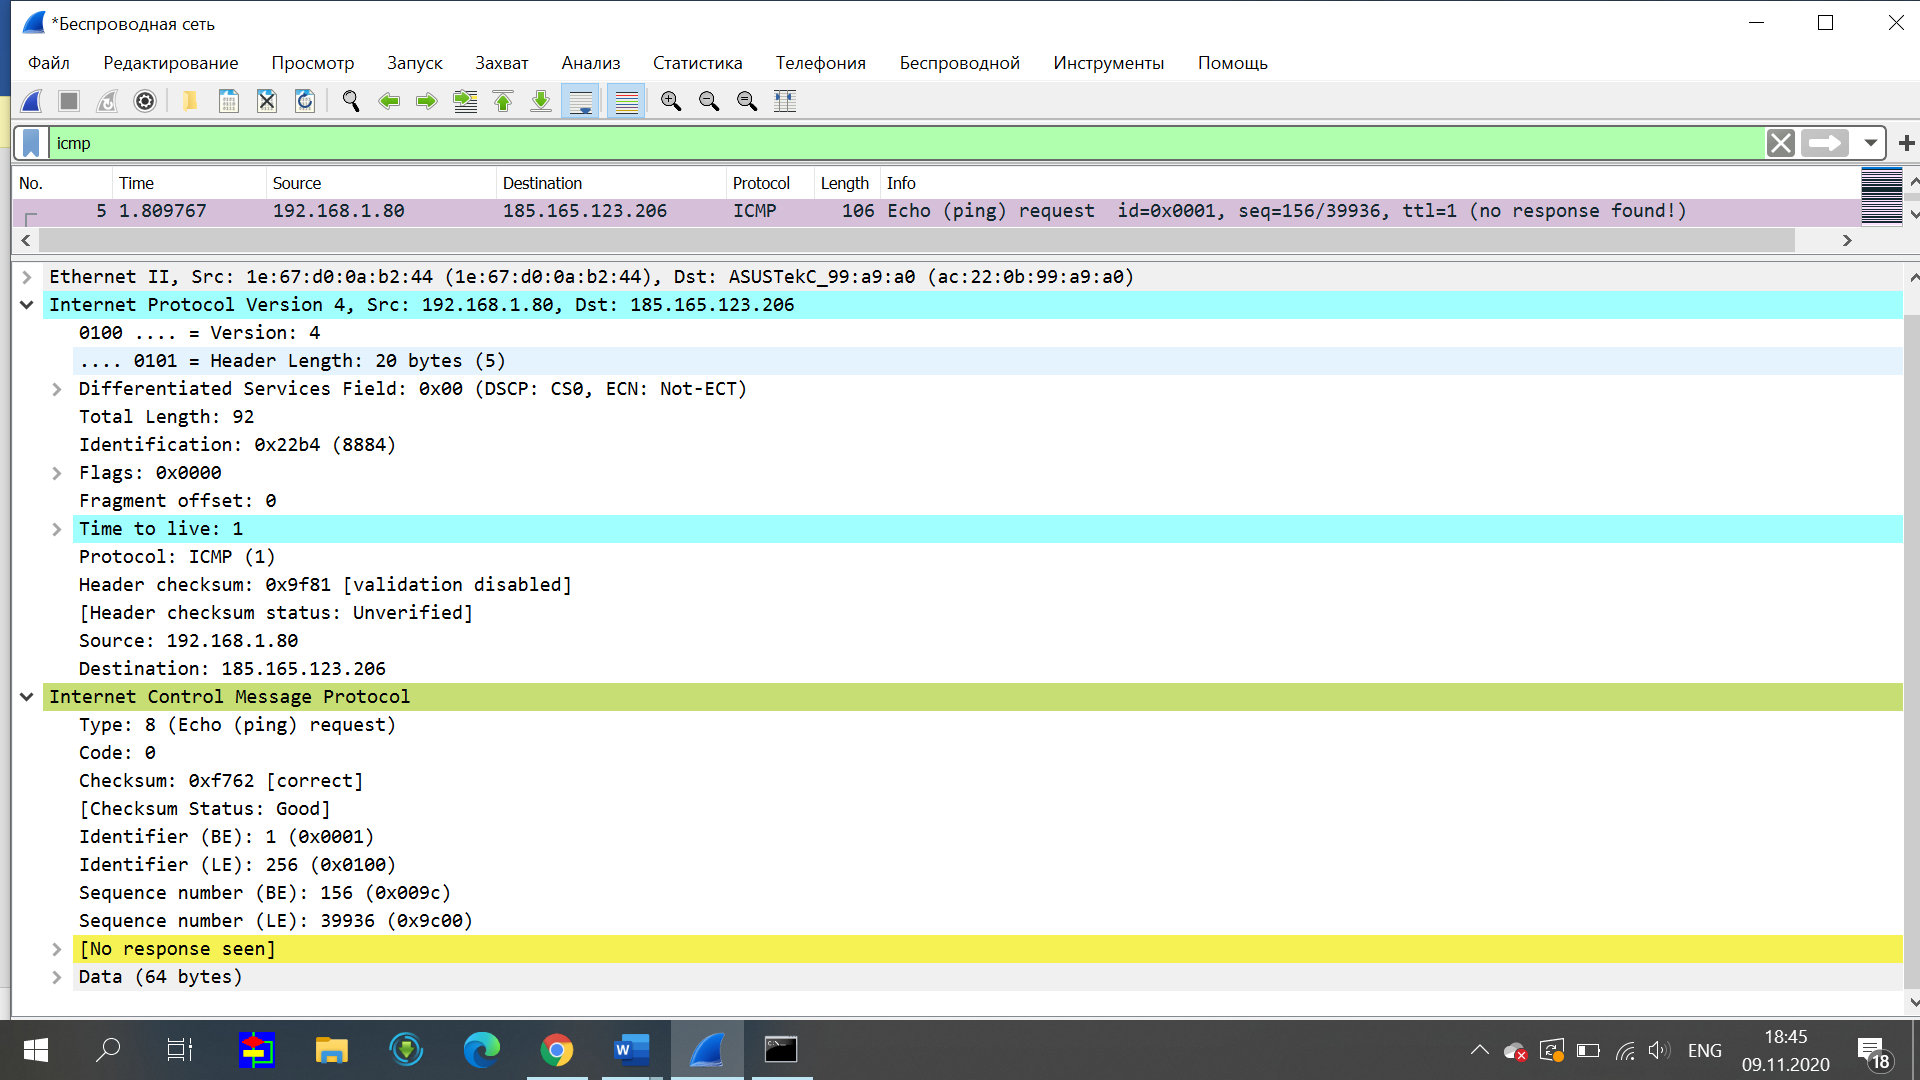 *Беспроводная сеть
Файл Редактирование Просмотр Запуск Захват Анализ Статистика Телефония Беспроводной Инструменты Помощь
icmp
No. Time Source Destination Protocol Length Info
5 1.809767 192.168.1.80 185.165.123.206 ICMP 106 Echo (ping) request id=0x0001, seq=156/39936, ttl=1 (no response found!)
Ethernet II, Src: 1e:67:d0:0a:b2:44 (1e:67:d0:0a:b2:44), Dst: ASUSTekC_99:a9:a0 (ac:22:0b:99:a9:a0)
Internet Protocol Version 4, Src: 192.168.1.80, Dst: 185.165.123.206
0100 .... = Version: 4
.... 0101 = Header Length: 20 bytes (5)
Differentiated Services Field: 0x00 (DSCP: CS0, ECN: Not-ECT)
Total Length: 92
Identification: 0x22b4 (8884)
Flags: 0x0000
Fragment offset: 0
Time to live: 1
Protocol: ICMP (1)
Header checksum: 0x9f81 [validation disabled]
[Header checksum status: Unverified]
Source: 192.168.1.80
Destination: 185.165.123.206
Internet Control Message Protocol
Type: 8 (Echo (ping) request)
Code: 0
Checksum: 0xf762 [correct]
[Checksum Status: Good]
Identifier (BE): 1 (0x0001)
Identifier (LE): 256 (0x0100)
Sequence number (BE): 156 (0x009c)
Sequence number (LE): 39936 (0x9c00)
[No response seen]
Data (64 bytes)
ENG
18:45
09.11.2020
18